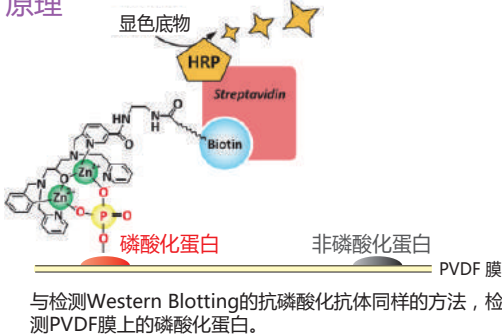 原理
显色底物
HRP
Streptavidin
Biotin
HN
N
H
O
N
N
N
O
Zn²⁺
N
N
Zn²⁺
N
O
O
P
O
O
磷酸化蛋白
非磷酸化蛋白
PVDF 膜
与检测Western Blotting的抗磷酸化抗体同样的方法，检
测PVDF膜上的磷酸化蛋白。